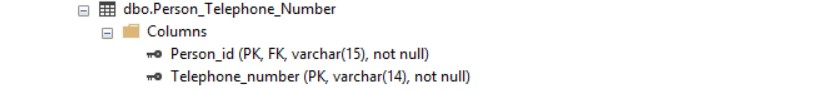 dbo.Person_Telephone_Number
Columns
Person_id (PK, FK, varchar(15), not null)
Telephone_number (PK, varchar(14), not null)